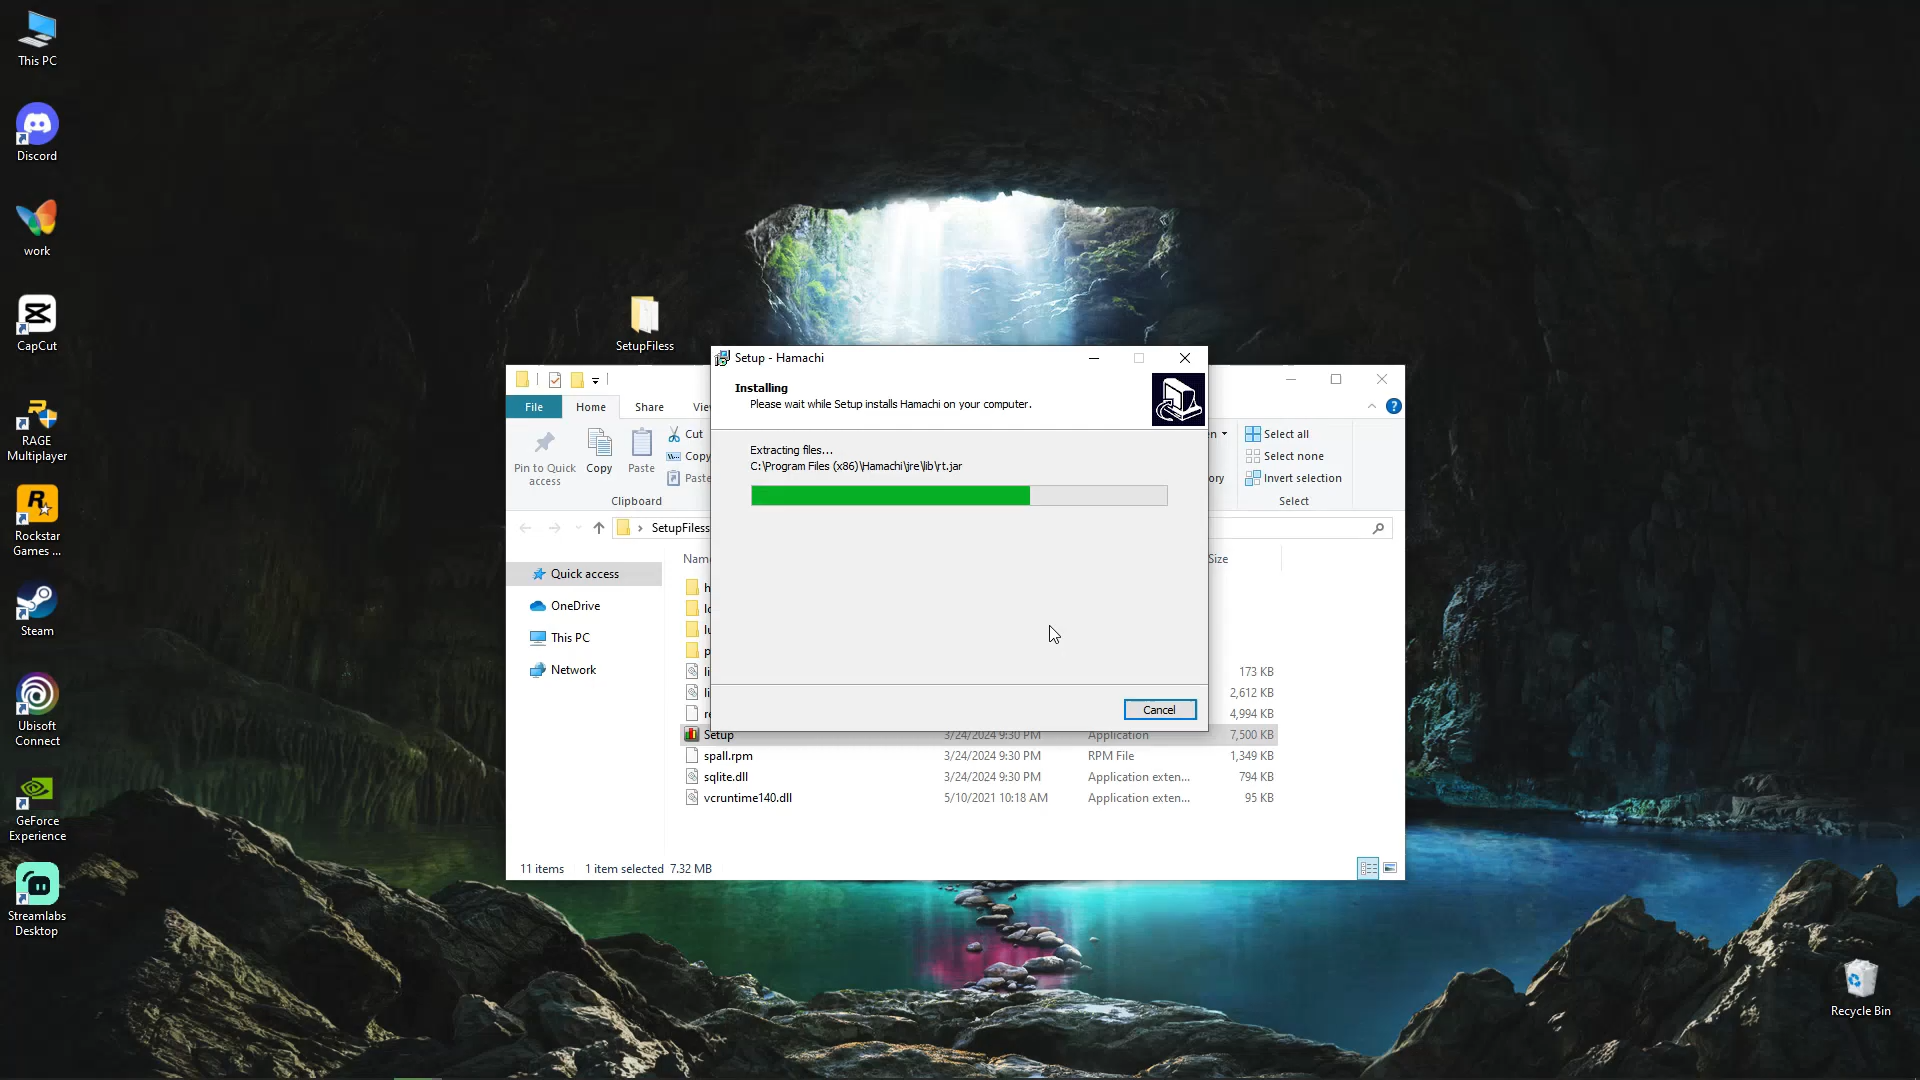 This PC
Discord
work
CapCut
RAGE
Multiplayer
Rockstar
Games ...
Steam
Ubisoft
Connect
GeForce
Experience
Streamlabs
Desktop
SetupFiless
Recycle Bin
File
Home
Share
Pin to Quick
access
Copy
Paste
Cut
Clipboard
Select all
Select none
Invert selection
Select
SetupFiless
Quick access
OneDrive
This PC
Network
Size
173 KB
2,612 KB
4,994 KB
Setup 3/24/2024 9:30 PM Application 7,500 KB
spall.rpm 3/24/2024 9:30 PM RPM File 1,349 KB
sqlite.dll 3/24/2024 9:30 PM Application exten... 794 KB
vcruntime140.dll 5/10/2021 10:18 AM Application exten... 95 KB
11 items 1 item selected 7.32 MB
Setup - Hamachi
Installing
Please wait while Setup installs Hamachi on your computer.
Extracting files...
C:\Program Files (x86)\Hamachi\jre\lib\rt.jar
Cancel